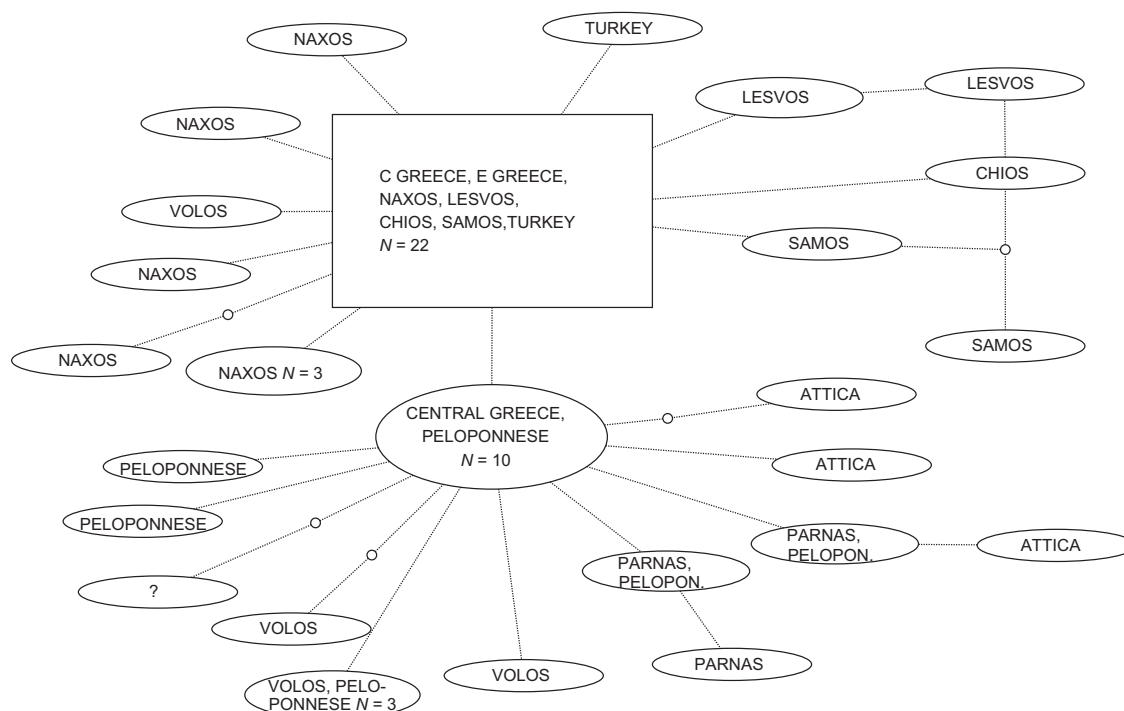 NAXOS
TURKEY
LESVOS
LESVOS
NAXOS
C GREECE, E GREECE,
NAXOS, LESVOS,
CHIOS, SAMOS,TURKEY
N = 22
CHIOS
VOLOS
SAMOS
NAXOS
NAXOS
NAXOS N = 3
SAMOS
CENTRAL GREECE,
PELOPONNESE
N = 10
ATTICA
PELOPONNESE
ATTICA
PELOPONNESE
PARNAS,
PELOPON.
ATTICA
PARNAS,
PELOPON.
?
VOLOS
PARNAS
VOLOS
VOLOS, PELO-
PONNESE N = 3